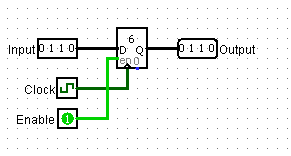 6
Input 0 1 1 0 D Q 0 1 1 0 Output
en 0
Clock
Enable 1